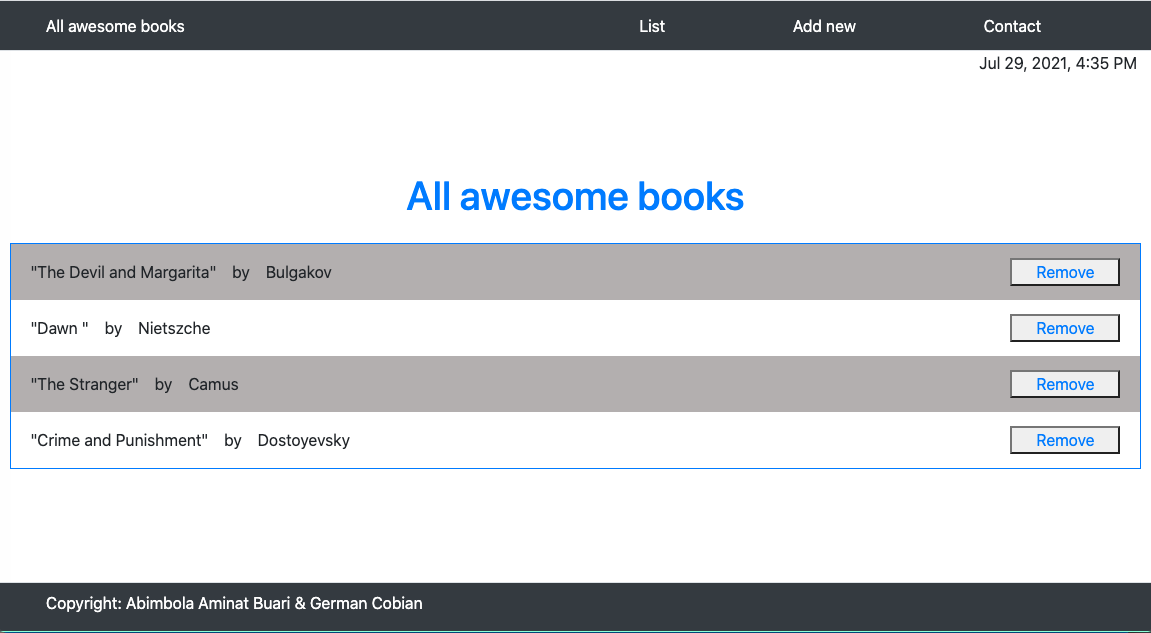 All awesome books List Add new Contact
Jul 29, 2021, 4:35 PM
All awesome books
"The Devil and Margarita" by Bulgakov Remove
"Dawn " by Nietszche Remove
"The Stranger" by Camus Remove
"Crime and Punishment" by Dostoyevsky Remove
Copyright: Abimbola Aminat Buari & German Cobian